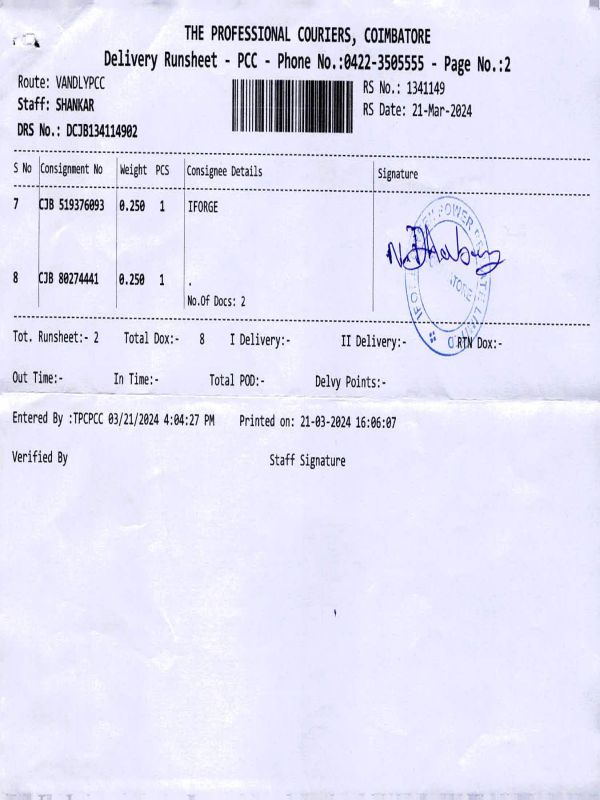 THE PROFESSIONAL COURIERS, COIMBATORE
Delivery Runsheet - PCC - Phone No.:0422-3505555 - Page No.:2
Route: VANDLYPCC
RS No.: 1341149
Staff: SHANKAR
RS Date: 21-Mar-2024
DRS No.: DCJB134114902
S No Consignment No Weight PCS Consignee Details Signature
7 CJB 519376093 0.250 1 IFORGE
8 CJB 80274441 0.250 1 .
No.Of Docs: 2
Tot. Runsheet:- 2 Total Dox:- 8 I Delivery:- II Delivery:- RTN Dox:-
Out Time:- In Time:- Total POD:- Delvy Points:-
Entered By :TPCPCC 03/21/2024 4:04:27 PM Printed on: 21-03-2024 16:06:07
Verified By Staff Signature